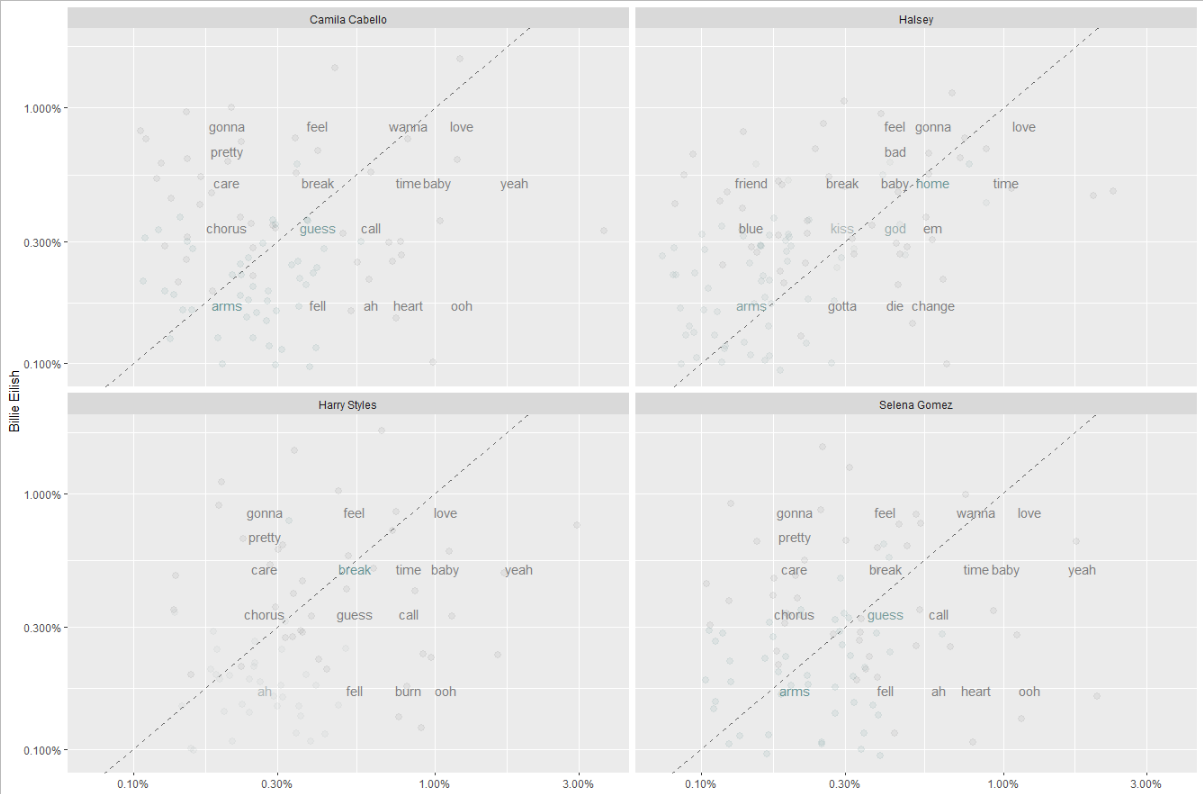 Camila Cabello Halsey
1.000%
gonna feel wanna love
pretty
care break time baby yeah
chorus guess call
0.300%
arms fell ah heart ooh
0.100%
feel gonna love
bad
friend break baby home time
blue kiss god em
arms gotta die change
Billie Eilish
Harry Styles Selena Gomez
1.000%
gonna feel love
pretty
care break time baby yeah
chorus guess call
0.300%
ah fell burn ooh
0.100%
0.10% 0.30% 1.00% 3.00%
gonna feel wanna love
pretty
care break time baby yeah
chorus guess call
arms fell ah heart ooh
0.10% 0.30% 1.00% 3.00%